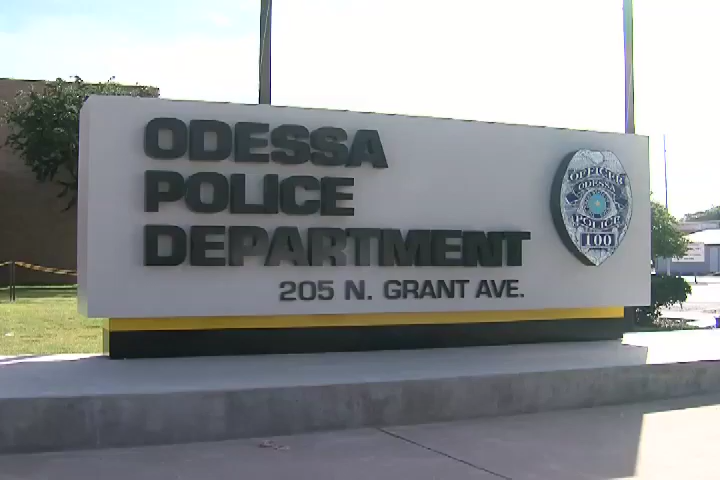 ODESSA
POLICE
DEPARTMENT
205 N. GRANT AVE.
OFFICER
ODESSA
POLICE
100